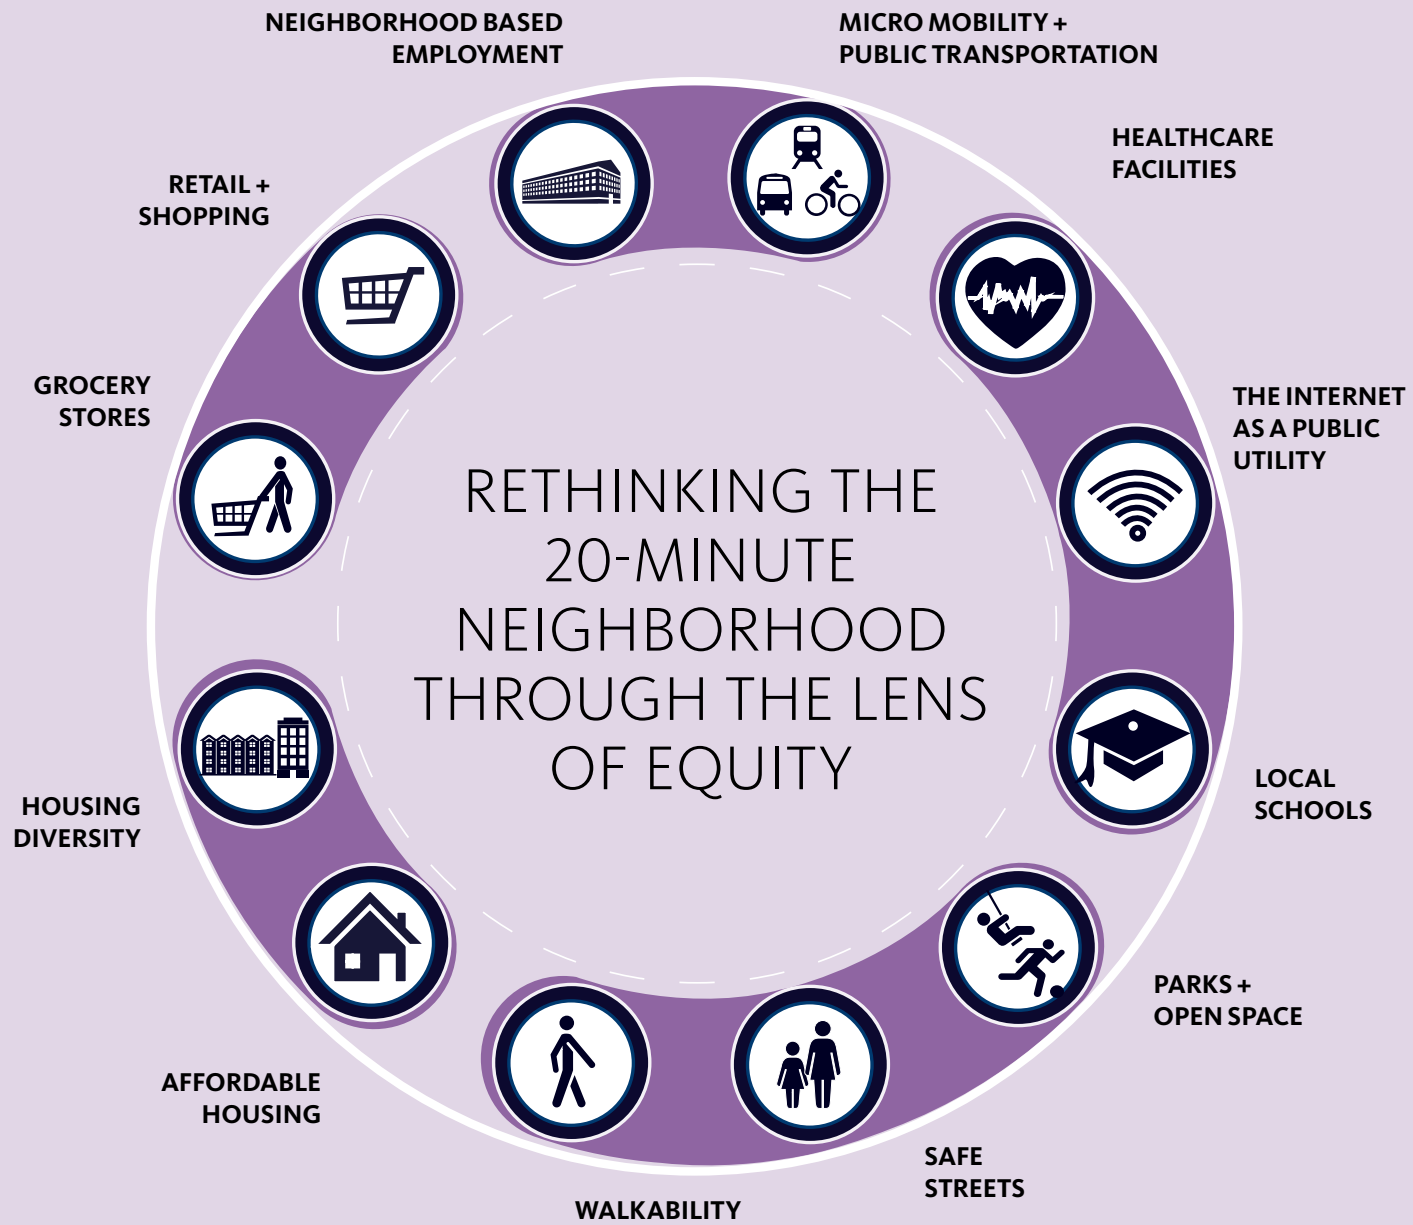 NEIGHBORHOOD BASED
EMPLOYMENT
MICRO MOBILITY +
PUBLIC TRANSPORTATION
HEALTHCARE
FACILITIES
RETAIL +
SHOPPING
GROCERY
STORES
THE INTERNET
AS A PUBLIC
UTILITY
RETHINKING THE
20-MINUTE
NEIGHBORHOOD
THROUGH THE LENS
OF EQUITY
HOUSING
DIVERSITY
LOCAL
SCHOOLS
PARKS +
OPEN SPACE
AFFORDABLE
HOUSING
SAFE
STREETS
WALKABILITY